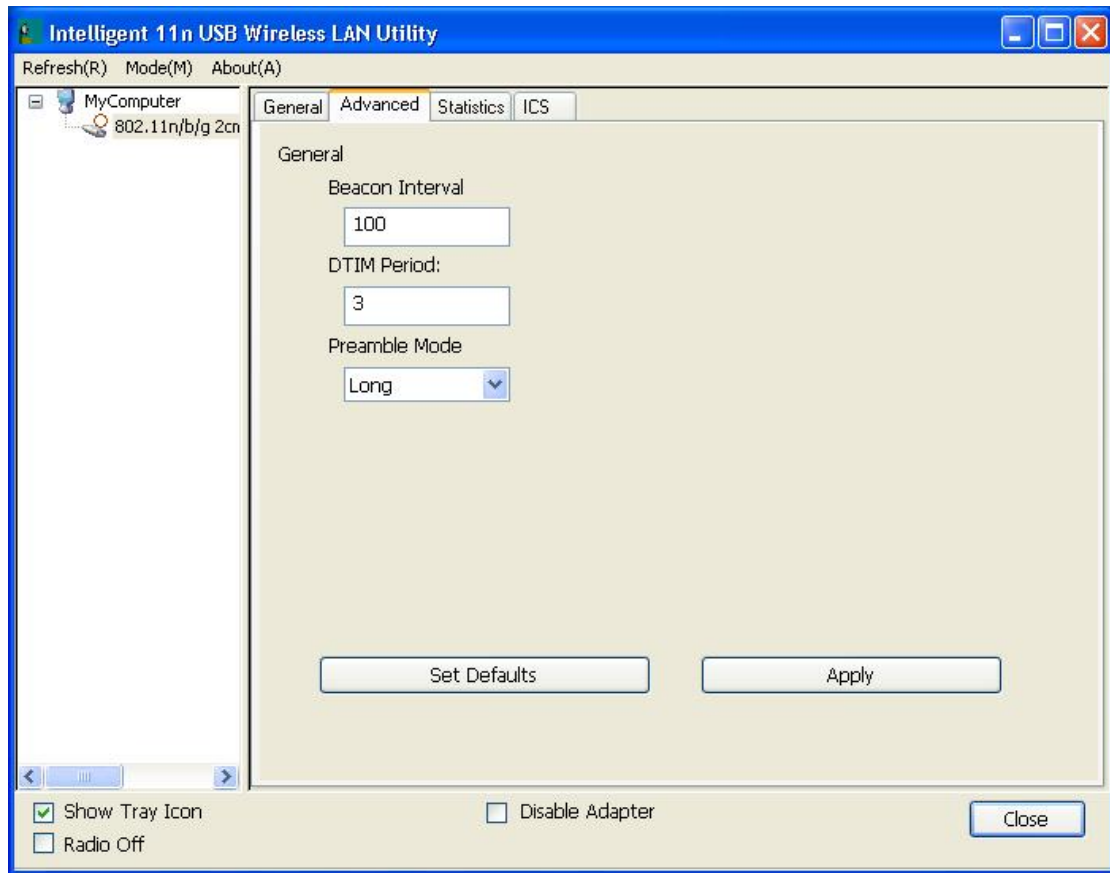 Intelligent 11n USB Wireless LAN Utility
Refresh(R) Mode(M) About(A)
MyComputer
802.11n/b/g 2cn
General Advanced Statistics ICS
General
Beacon Interval
100
DTIM Period:
3
Preamble Mode
Long
Set Defaults Apply
Show Tray Icon Disable Adapter Close
Radio Off